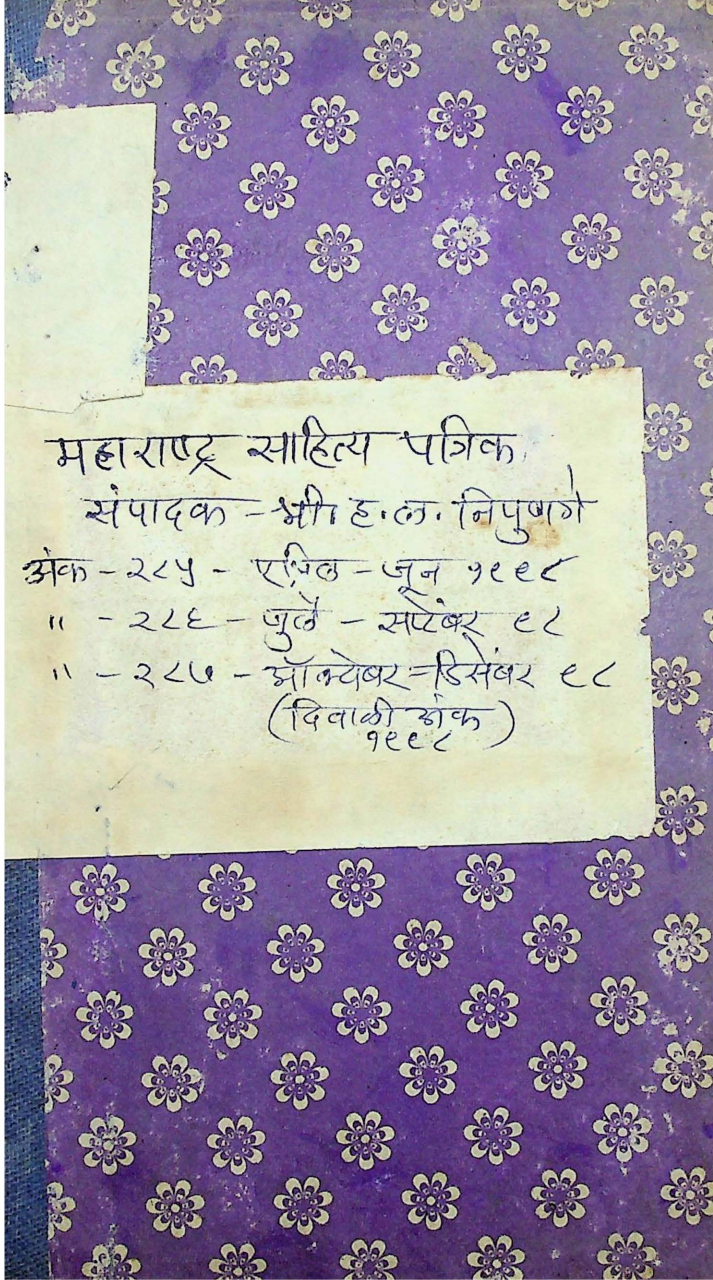 महाराष्ट्र साहित्य पत्रिक
संपादक - श्री. ह. ल. निपुणगे
अंक - २८५ - एप्रिल - जून १९९८
" - २८६ - जुलै - सप्टेंबर ९८
" - २८७ - ऑक्टोबर - डिसेंबर ९८
(दिवाळी अंक)
१९९८